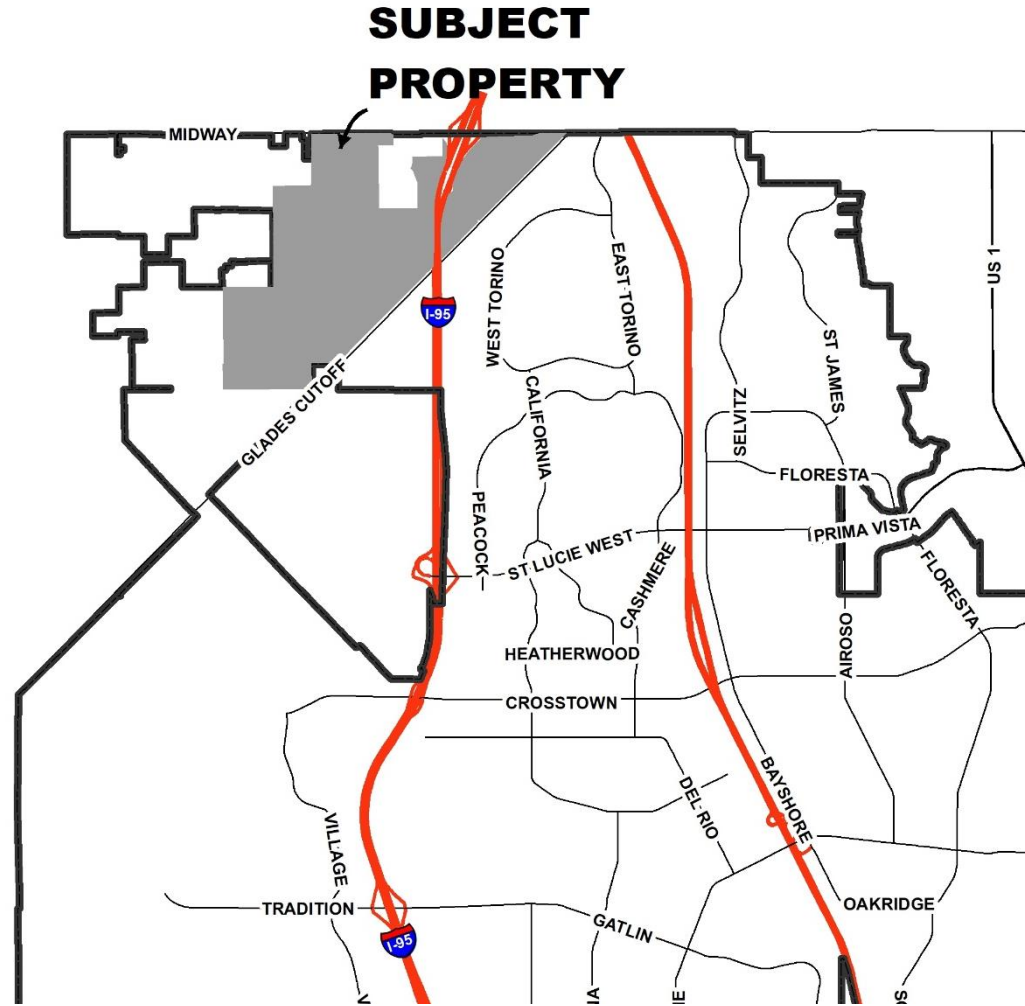 SUBJECT
PROPERTY
MIDWAY
US 1
WEST TORINO
EAST TORINO
I-95
ST JAMES
GLADES CUTOFF
CALIFORNIA
SELVITZ
FLORESTA
PEACOCK
PRIMA VISTA
ST LUCIE WEST
CASHMERE
FLORESTA
AIROSO
HEATHERWOOD
CROSSTOWN
BAYSHORE
DEL RIO
VILLAGE
TRADITION
OAKRIDGE
GATLIN
I-95